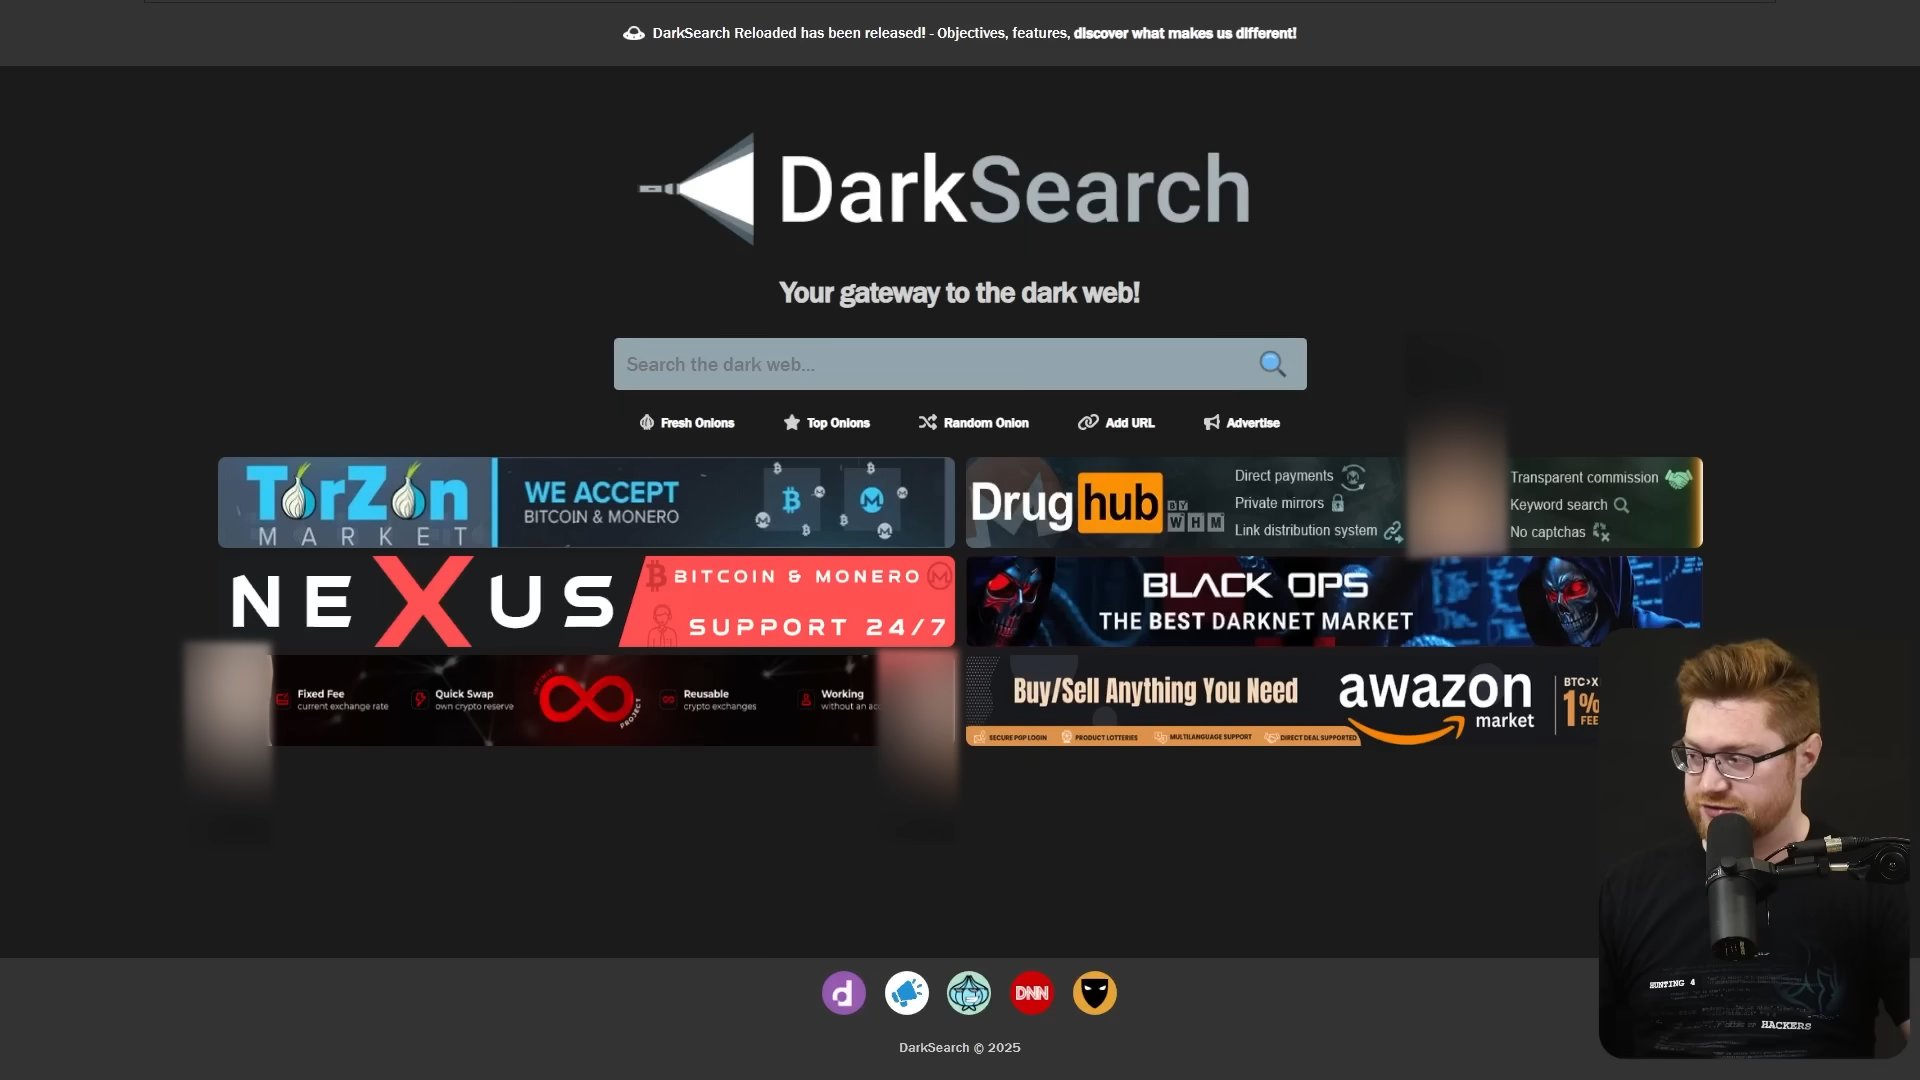 DarkSearch Reloaded has been released! - Objectives, features, discover what makes us different!
DarkSearch
Your gateway to the dark web!
Search the dark web...
Fresh Onions
Top Onions
Random Onion
Add URL
Advertise
TorZon
MARKET
WE ACCEPT
BITCOIN & MONERO
Drughub
BY
WHM
Direct payments
Private mirrors
Link distribution system
Transparent commission
Keyword search
No captchas
NEXUS
BITCOIN & MONERO
SUPPORT 24/7
BLACK OPS
THE BEST DARKNET MARKET
Fixed Fee
current exchange rate
Quick Swap
own crypto reserve
PROJECT
Reusable
crypto exchanges
Working
without an
Buy/Sell Anything You Need
SECURE PGP LOGIN
PRODUCT LOTTERIES
MULTILANGUAGE SUPPORT
DIRECT DEAL SUPPORTED
awazon
market
BTC>X
1%
FEE
HUNTING 4
HACKERS
d
DNN
DarkSearch © 2025